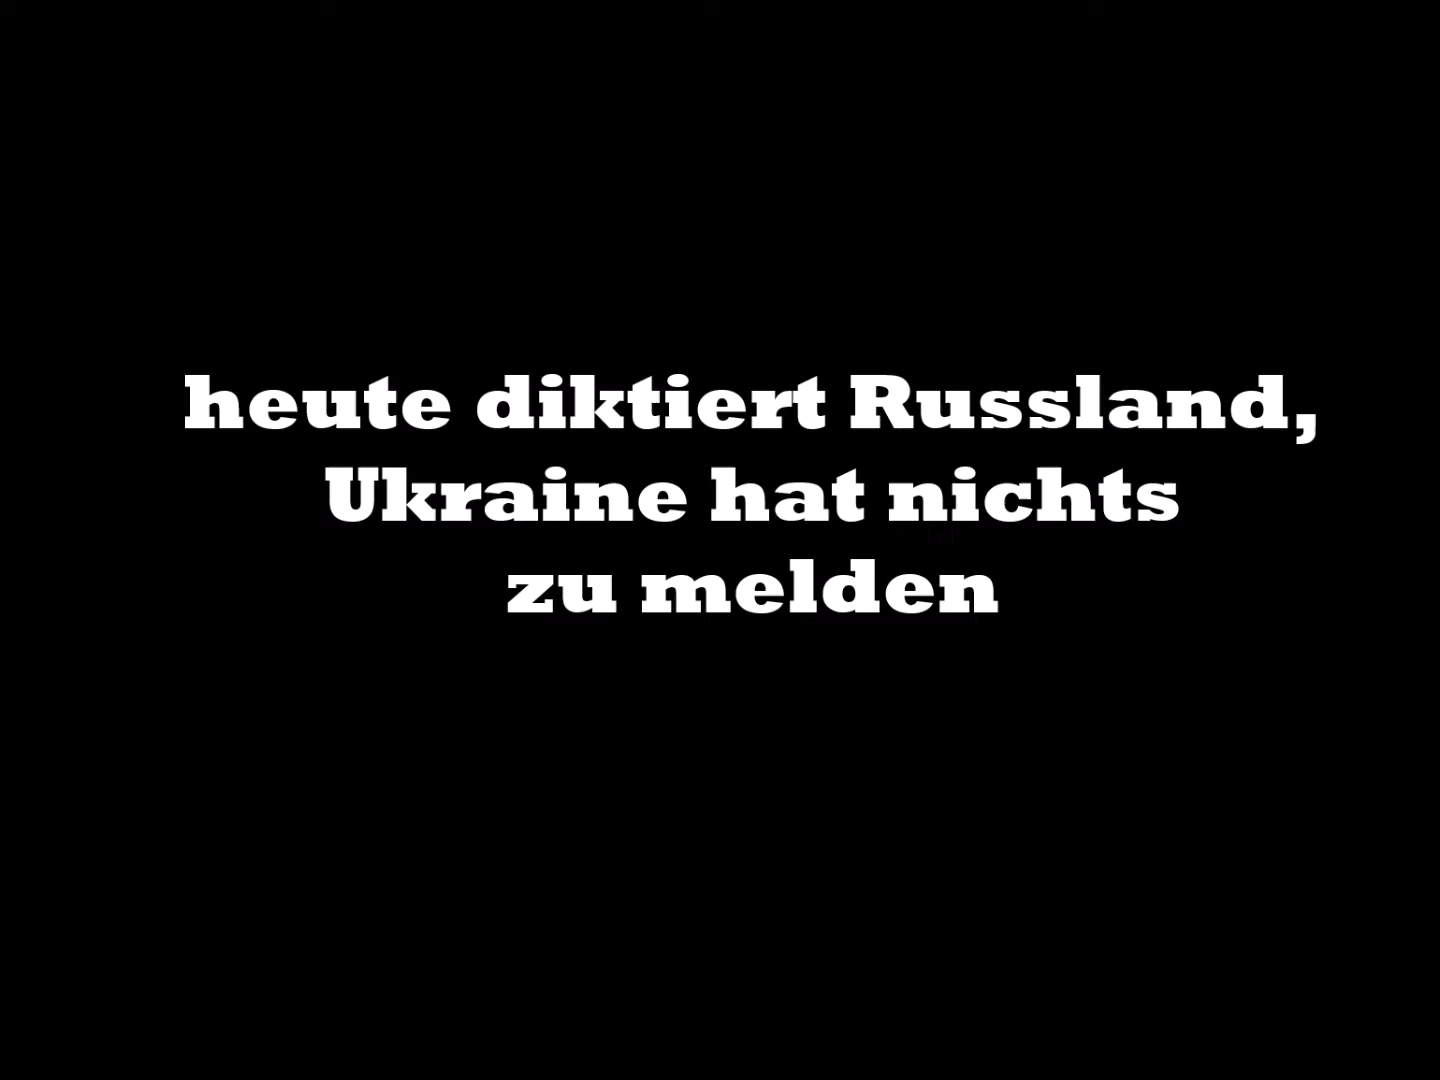 heute diktiert Russland,
Ukraine hat nichts
zu melden